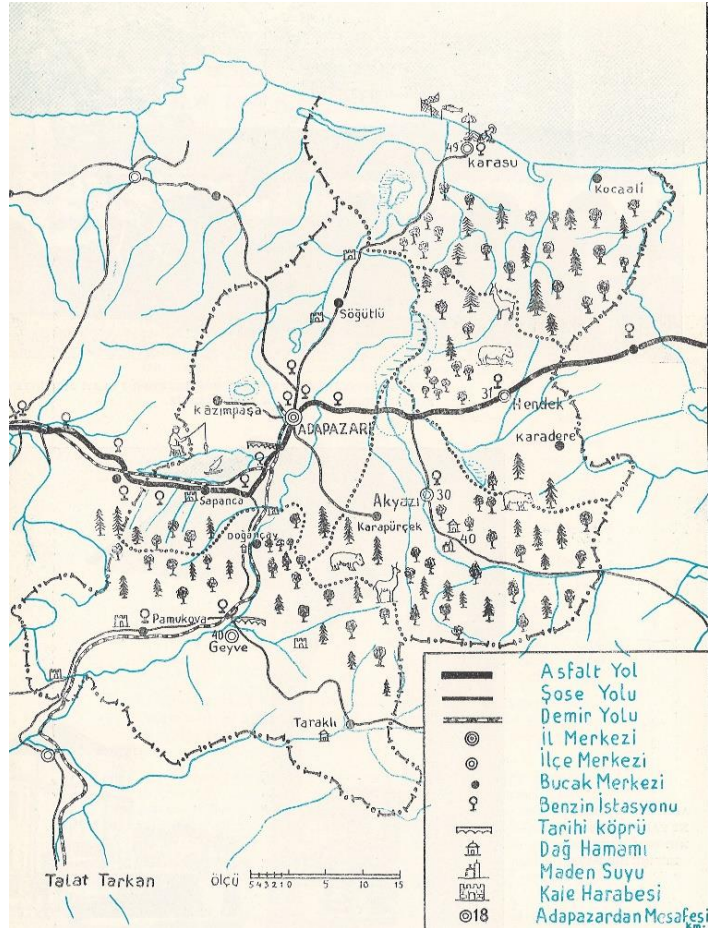 49
Karasu
Kocaali
Söğütlü
31
Hendek
Kâzımpaşa
ADAPAZARI
Karadere
Sapanca
Akyazı
30
Karapürçek
Doğançay
40
Pamukova
40
Geyve
Taraklı
Asfalt Yol
Şose Yolu
Demir Yolu
İl Merkezi
İlçe Merkezi
Bucak Merkezi
Benzin İstasyonu
Tarihi köprü
Dağ Hamamı
Maden Suyu
Kale Harabesi
18 Adapazardan Mesafesi
Km.
Talat Tarkan
ölçü
5 4 3 2 1 0 5 10 15